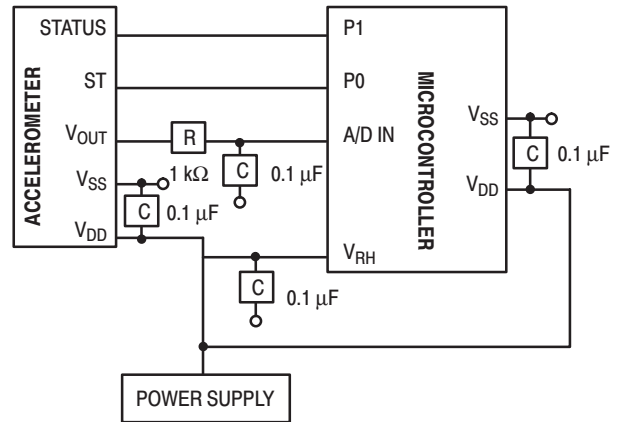 STATUS
P1
ST
P0
ACCELEROMETER
MICROCONTROLLER
VOUT
R
A/D IN
VSS
C
0.1 µF
1 kΩ
C
0.1 µF
VSS
C
0.1 µF
VDD
VDD
VRH
C
0.1 µF
POWER SUPPLY